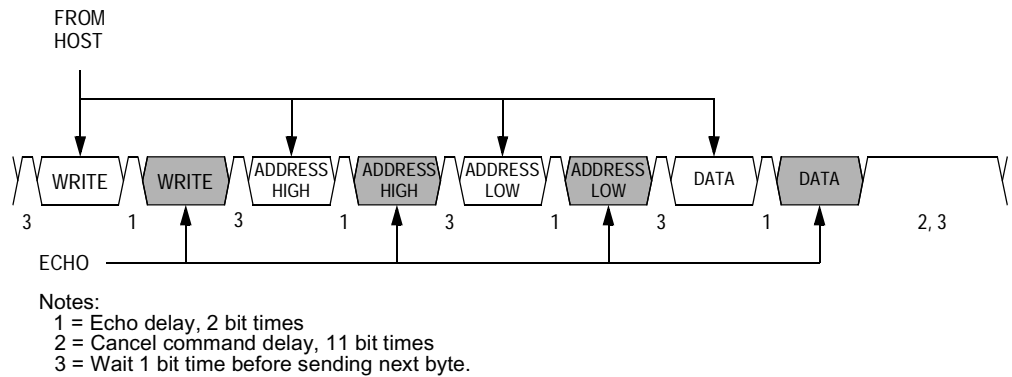 FROM
HOST
WRITE WRITE ADDRESS HIGH ADDRESS HIGH ADDRESS LOW ADDRESS LOW DATA DATA
3 1 3 1 3 1 3 1 2, 3
ECHO
Notes:
1 = Echo delay, 2 bit times
2 = Cancel command delay, 11 bit times
3 = Wait 1 bit time before sending next byte.